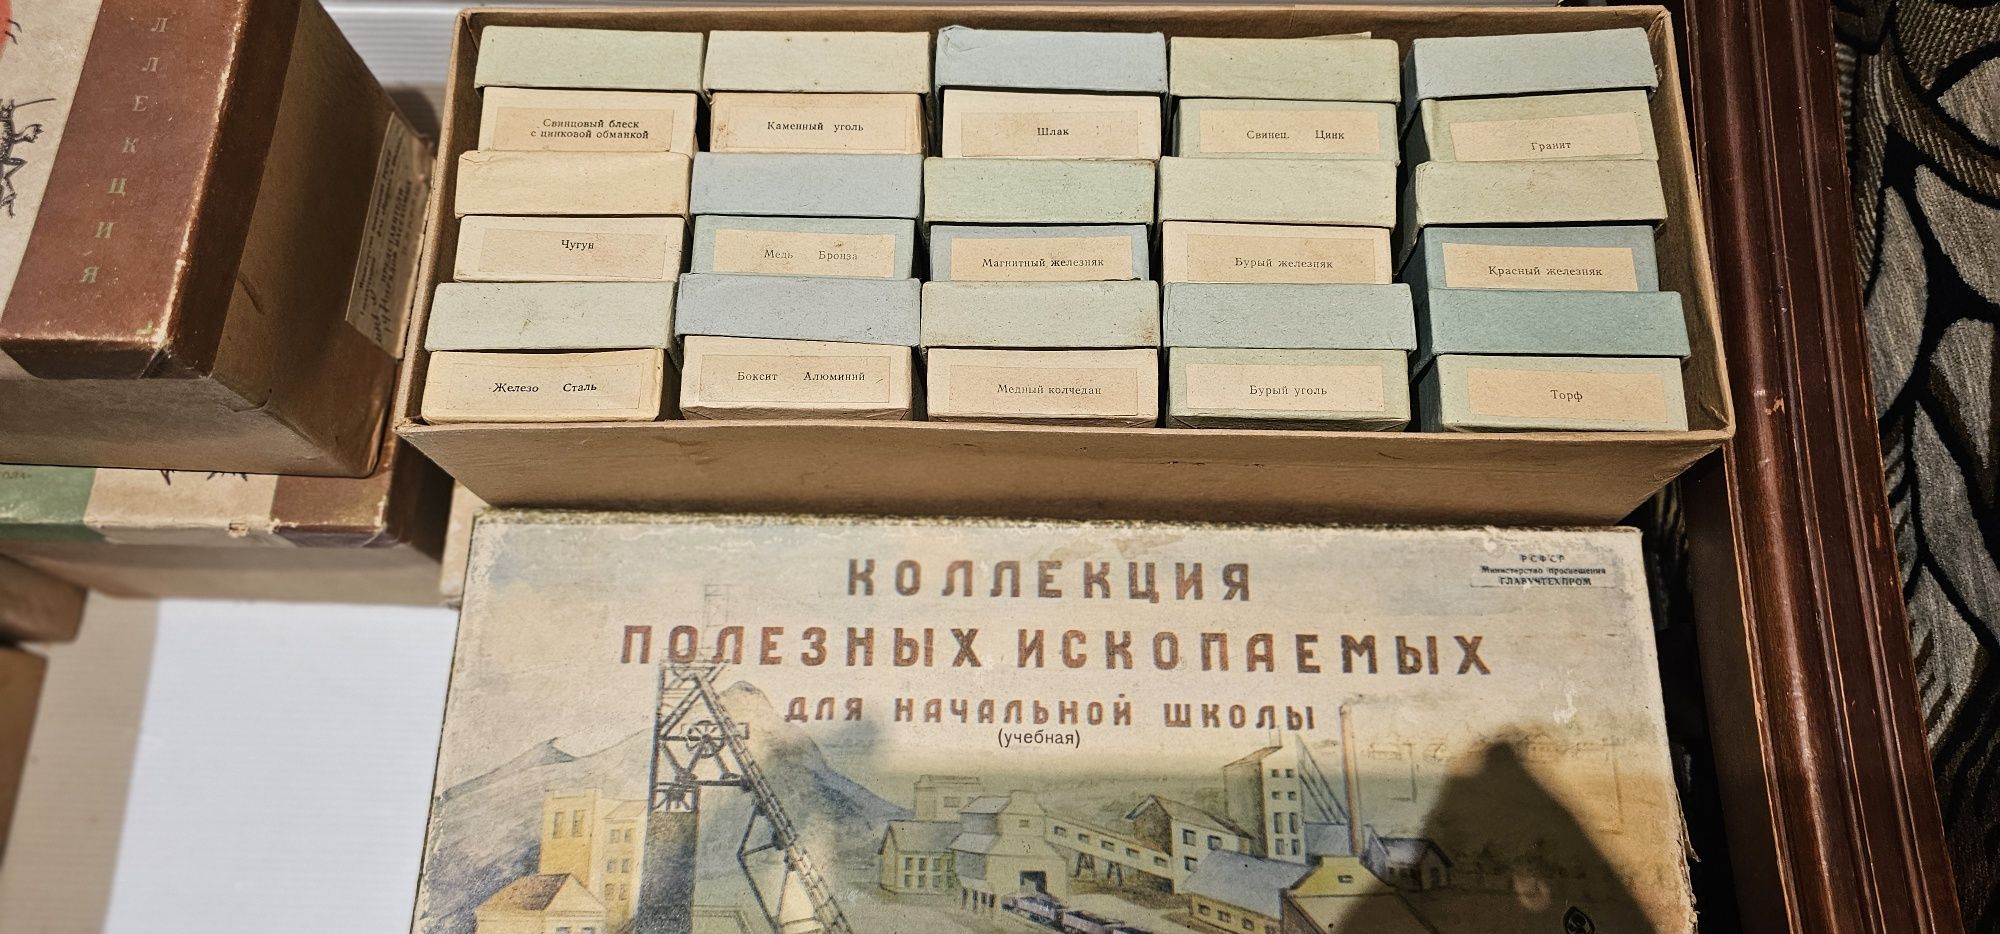 КОЛЛЕКЦИЯ
Свинцовый блеск
с цинковой обманкой
Каменный уголь
Шлак
Свинец. Цинк
Гранит
Чугун
Медь Бронза
Магнитный железняк
Бурый железняк
Красный железняк
Железо Сталь
Боксит Алюминий
Медный колчедан
Бурый уголь
Торф
РСФСР
Министерство просвещения
ГЛАВУЧТЕХПРОМ
КОЛЛЕКЦИЯ
ПОЛЕЗНЫХ ИСКОПАЕМЫХ
ДЛЯ НАЧАЛЬНОЙ ШКОЛЫ
(учебная)